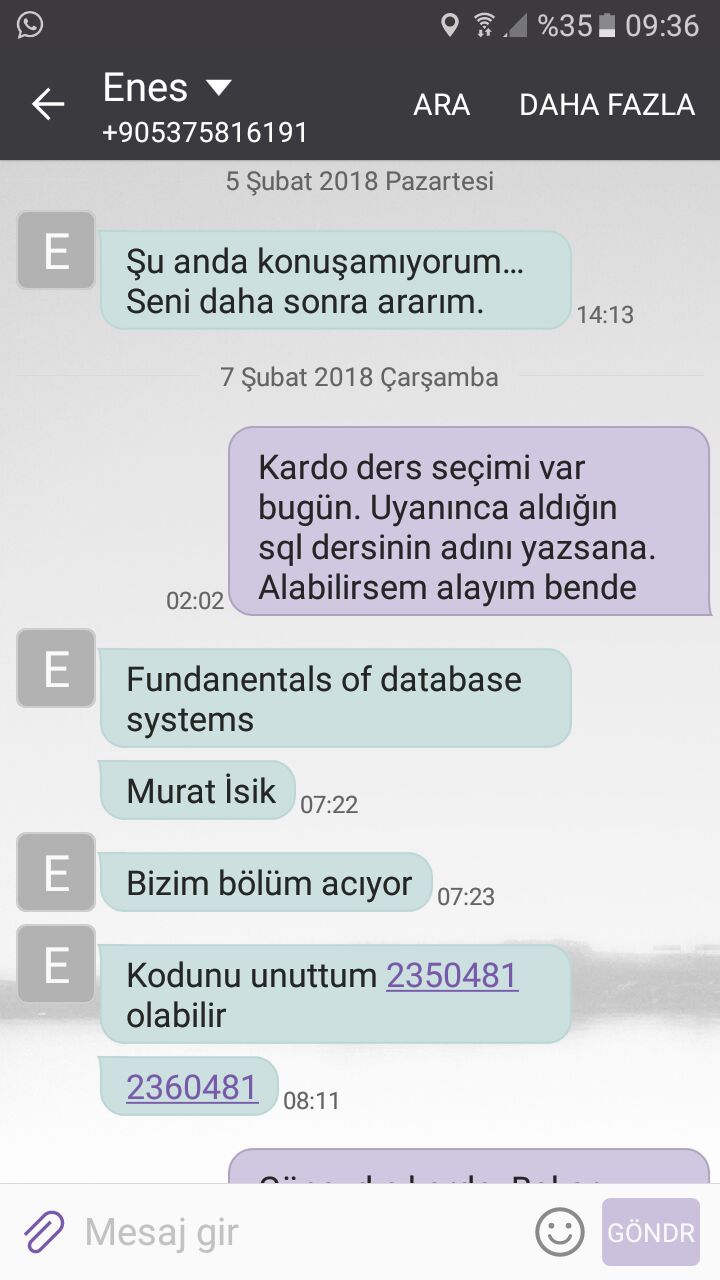 %35 09:36
Enes
+905375816191
ARA
DAHA FAZLA
5 Şubat 2018 Pazartesi
E
Şu anda konuşamıyorum...
Seni daha sonra ararım.
14:13
7 Şubat 2018 Çarşamba
Kardo ders seçimi var
bugün. Uyanınca aldığın
sql dersinin adını yazsana.
Alabilirsem alayım bende
02:02
E
Fundanentals of database
systems
Murat İsik
07:22
E
Bizim bölüm acıyor
07:23
E
Kodunu unuttum 2350481
olabilir
2360481
08:11
Mesaj gir
GÖNDR